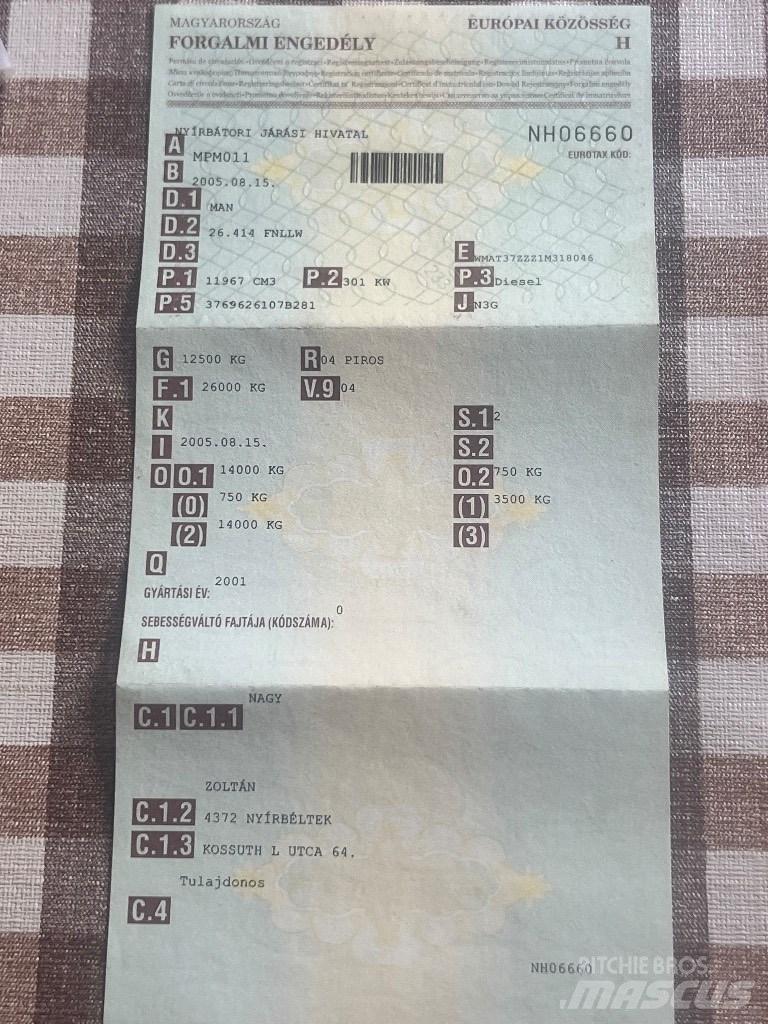 MAGYARORSZÁG EURÓPAI KÖZÖSSÉG
FORGALMI ENGEDÉLY H
NYÍRBÁTORI JÁRÁSI HIVATAL NH06660
A MPM011 EUROTAX KÓD:
B 2005.08.15.
D.1 MAN
D.2 26.414 FNLLW
D.3 E WMAT37ZZZ1M318046
P.1 11967 CM3 P.2 301 KW P.3 Diesel
P.5 3769626107B281 J N3G
G 12500 KG R 04 PIROS
F.1 26000 KG V.9 04
K S.1 2
I 2005.08.15. S.2
O O.1 14000 KG O.2 750 KG
(0) 750 KG (1) 3500 KG
(2) 14000 KG (3)
Q
GYÁRTÁSI ÉV: 2001
SEBESSÉGVÁLTÓ FAJTÁJA (KÓDSZÁMA): 0
H
NAGY
C.1 C.1.1
ZOLTÁN
C.1.2 4372 NYÍRBÉLTEK
C.1.3 KOSSUTH L UTCA 64.
Tulajdonos
C.4
NH06660
RITCHIE BROS.
MASCUS